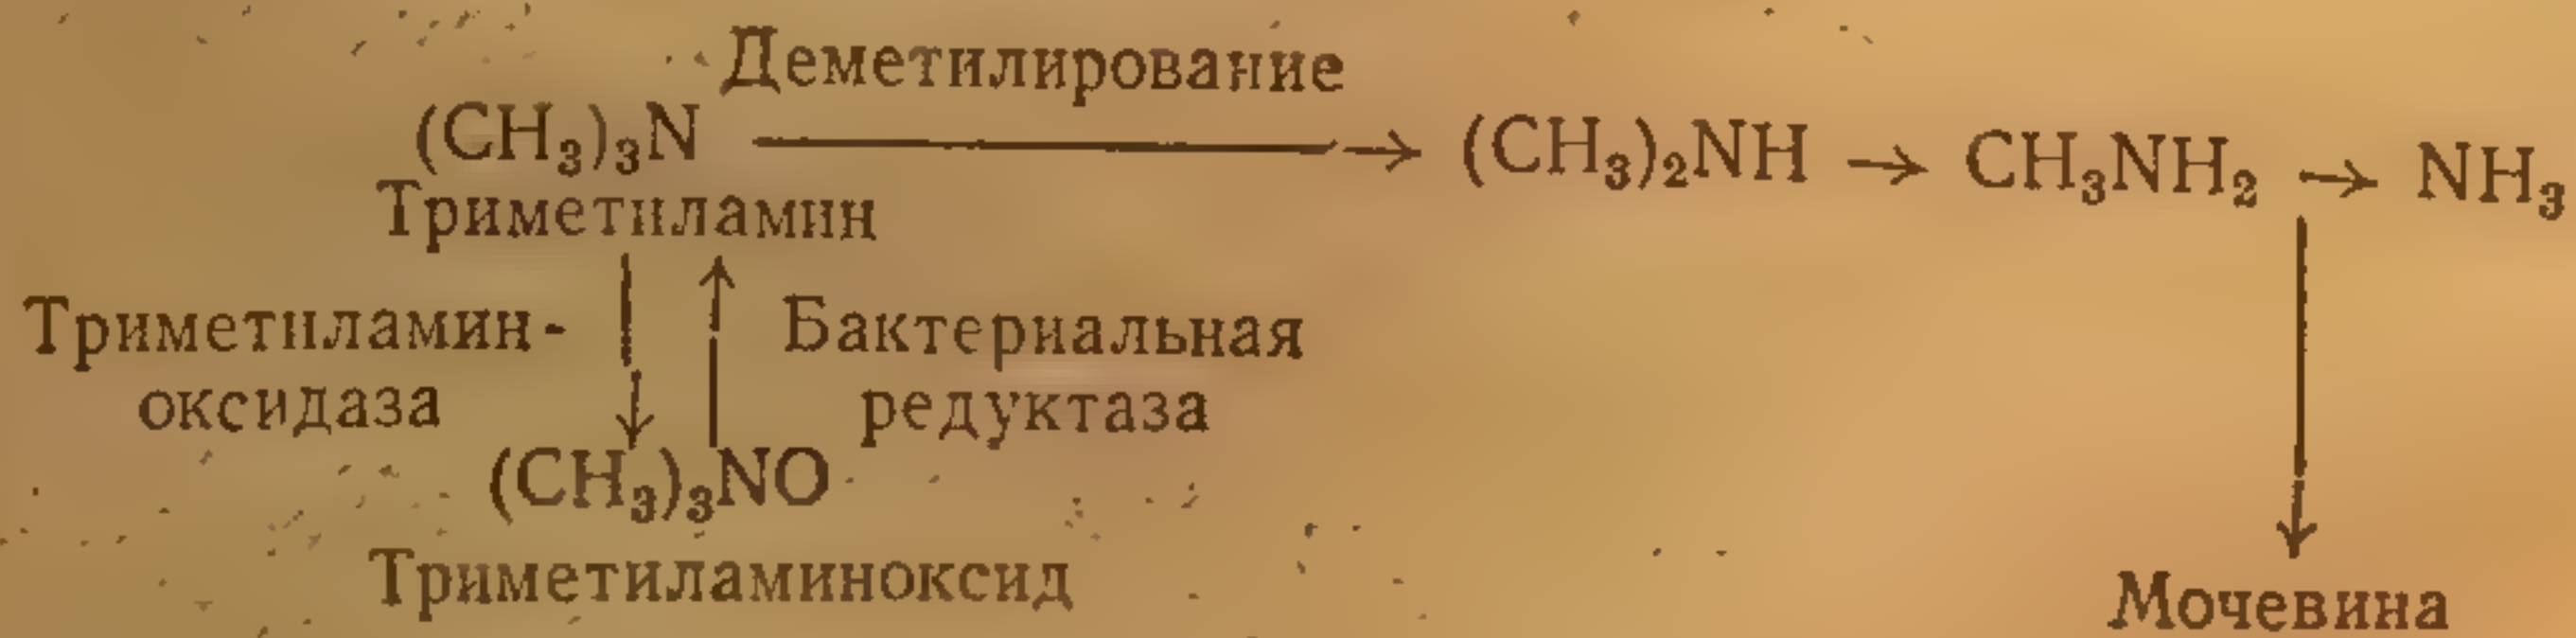 Деметилирование
(CH₃)₃N → (CH₃)₂NH → CH₃NH₂ → NH₃
Триметиламин
Триметиламин-
оксидаза
Бактериальная
редуктаза
(CH₃)₃NO
Триметиламиноксид
Мочевина